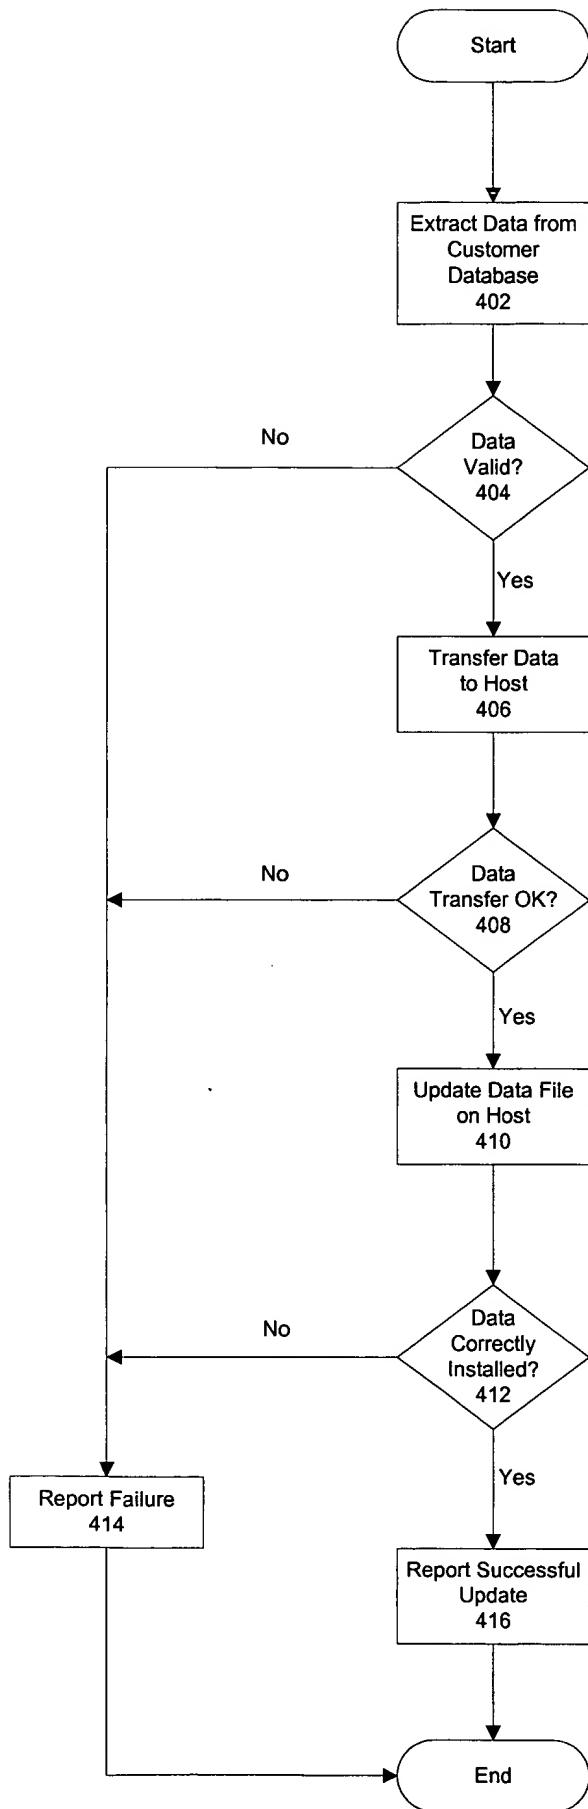 Start
Extract Data from
Customer
Database
402
No
Data
Valid?
404
Yes
Transfer Data
to Host
406
No
Data
Transfer OK?
408
Yes
Update Data File
on Host
410
No
Data
Correctly
Installed?
412
Yes
Report Failure
414
Report Successful
Update
416
End